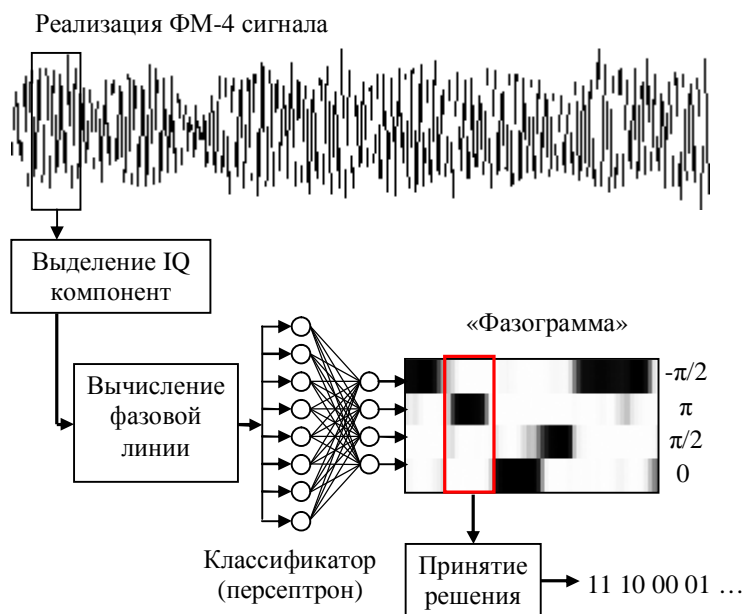 Реализация ФМ-4 сигнала
Выделение IQ
компонент
«Фазограмма»
Вычисление
фазовой
линии
-π/2
π
π/2
0
Классификатор
(персептрон)
Принятие
решения
11 10 00 01 …